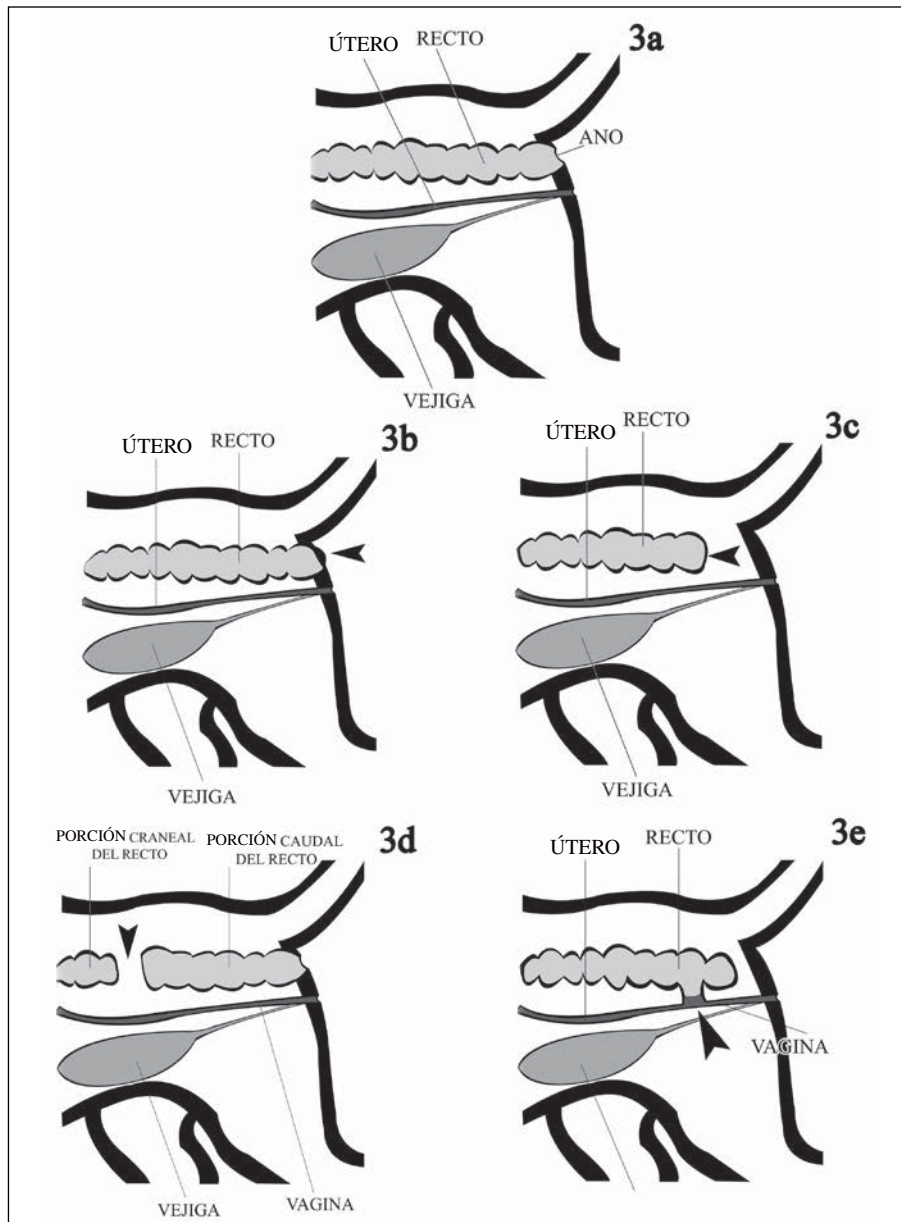 3a
ÚTERO RECTO
ANO
VEJIGA
3b
ÚTERO RECTO
VEJIGA
3c
ÚTERO RECTO
VEJIGA
3d
PORCIÓN CRANEAL
DEL RECTO
PORCIÓN CAUDAL
DEL RECTO
VEJIGA VAGINA
3e
ÚTERO RECTO
VAGINA